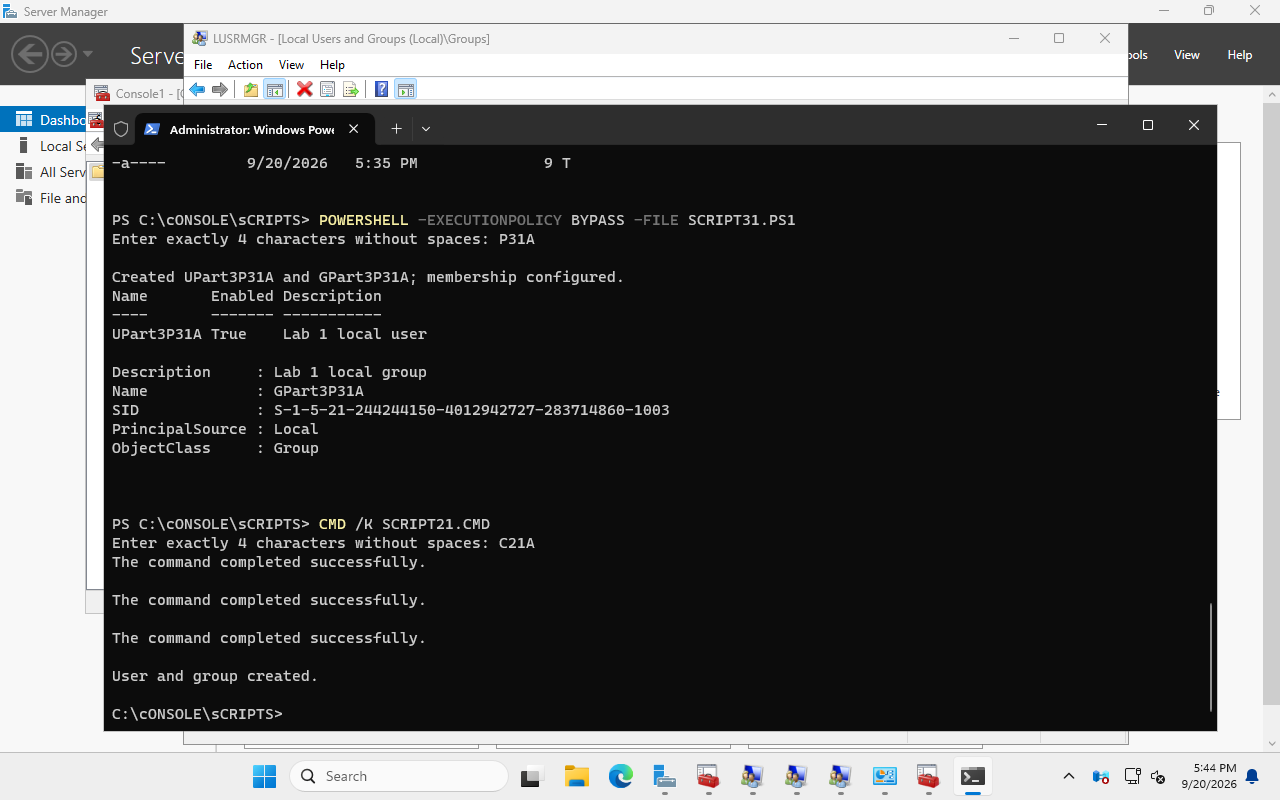 Server Manager
LUSRMGR - [Local Users and Groups (Local)\Groups]
File Action View Help
View Help
Console1 -
Dashbo
All Serv
File and
Administrator: Windows Powe
-a---- 9/20/2026 5:35 PM 9 T
PS C:\cONSOLE\sCRIPTS> POWERSHELL -EXECUTIONPOLICY BYPASS -FILE SCRIPT31.PS1
Enter exactly 4 characters without spaces: P31A
Created UPart3P31A and GPart3P31A; membership configured.
Name Enabled Description
---- ------- -----------
UPart3P31A True Lab 1 local user
Description : Lab 1 local group
Name : GPart3P31A
SID : S-1-5-21-244244150-4012942727-283714860-1003
PrincipalSource : Local
ObjectClass : Group
PS C:\cONSOLE\sCRIPTS> CMD /K SCRIPT21.CMD
Enter exactly 4 characters without spaces: C21A
The command completed successfully.
The command completed successfully.
The command completed successfully.
User and group created.
C:\cONSOLE\sCRIPTS>
Search
5:44 PM
9/20/2026